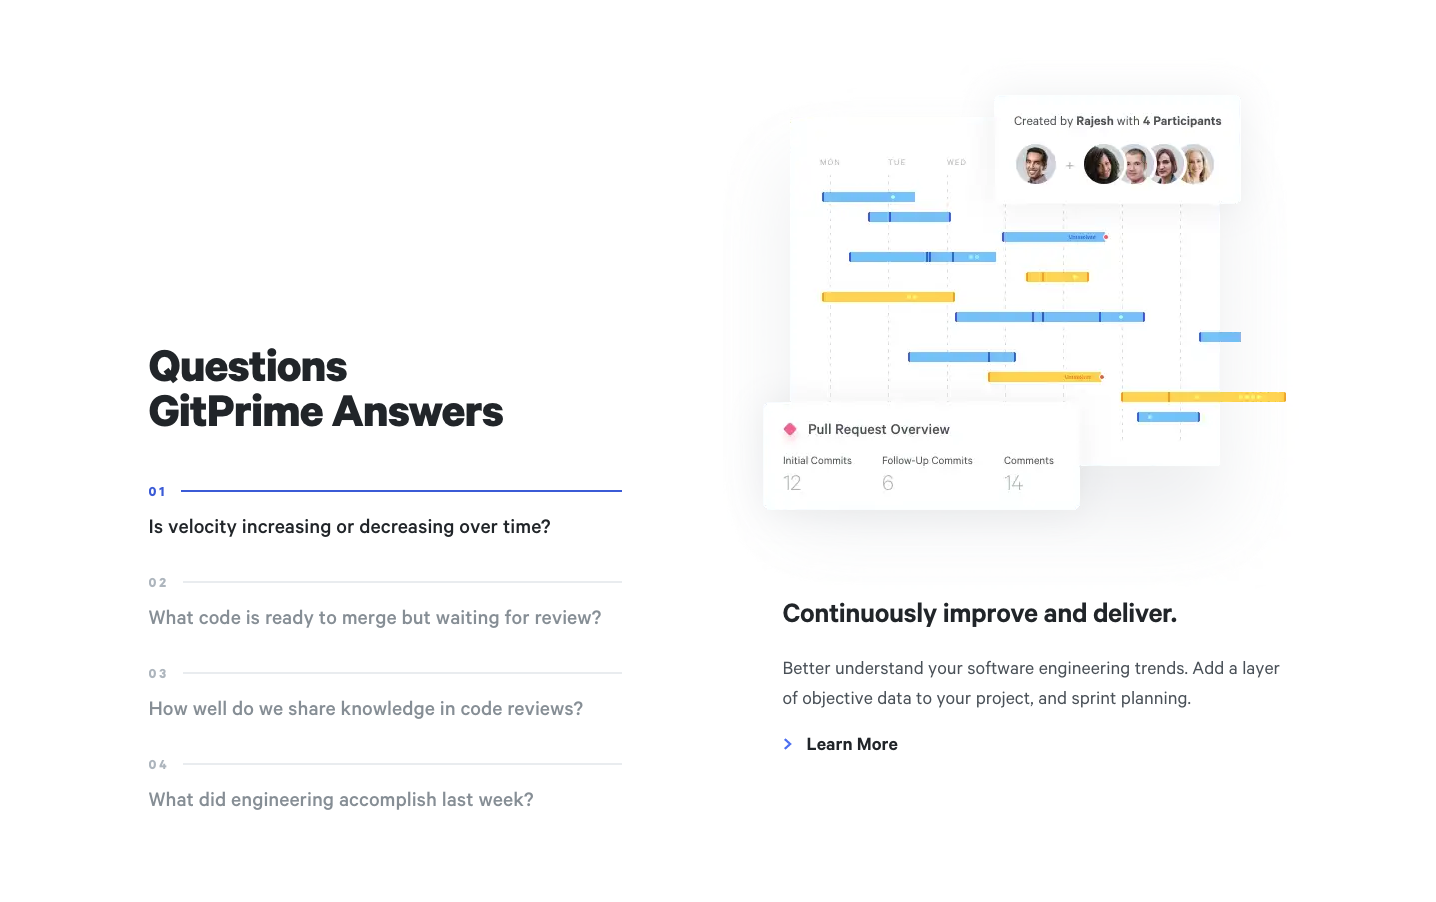 Questions
GitPrime Answers
01
Is velocity increasing or decreasing over time?
02
What code is ready to merge but waiting for review?
03
How well do we share knowledge in code reviews?
04
What did engineering accomplish last week?
Created by Rajesh with 4 Participants
+
MON TUE WED
Unresolved
Unresolved
Pull Request Overview
Initial Commits Follow-Up Commits Comments
12 6 14
Continuously improve and deliver.
Better understand your software engineering trends. Add a layer
of objective data to your project, and sprint planning.
Learn More